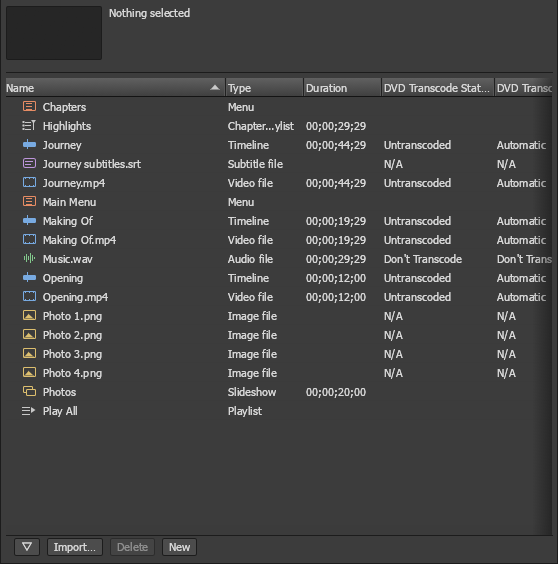 Nothing selected
Name Type Duration DVD Transcode Stat... DVD Transc
Chapters Menu
Highlights Chapter...ylist 00;00;29;29
Journey Timeline 00;00;44;29 Untranscoded Automatic
Journey subtitles.srt Subtitle file N/A N/A
Journey.mp4 Video file 00;00;44;29 Untranscoded Automatic
Main Menu Menu
Making Of Timeline 00;00;19;29 Untranscoded Automatic
Making Of.mp4 Video file 00;00;19;29 Untranscoded Automatic
Music.wav Audio file 00;00;29;29 Don't Transcode Don't Trans
Opening Timeline 00;00;12;00 Untranscoded Automatic
Opening.mp4 Video file 00;00;12;00 Untranscoded Automatic
Photo 1.png Image file N/A N/A
Photo 2.png Image file N/A N/A
Photo 3.png Image file N/A N/A
Photo 4.png Image file N/A N/A
Photos Slideshow 00;00;20;00
Play All Playlist
Import... Delete New